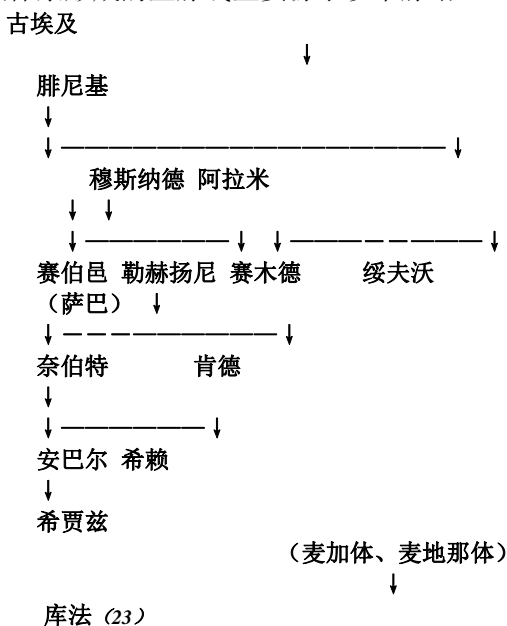 古埃及
↓
腓尼基
↓
↓ ————————————————— ↓
穆斯纳德 阿拉米
↓ ↓
↓ —————— ↓ ↓ ———————— ↓
赛伯邑 勒赫扬尼 赛木德 绥夫沃
（萨巴） ↓
↓ ————————— ↓
奈伯特 肯德
↓
↓ —————— ↓
安巴尔 希赖
↓
希贾兹
（麦加体、麦地那体）
↓
库法（23）